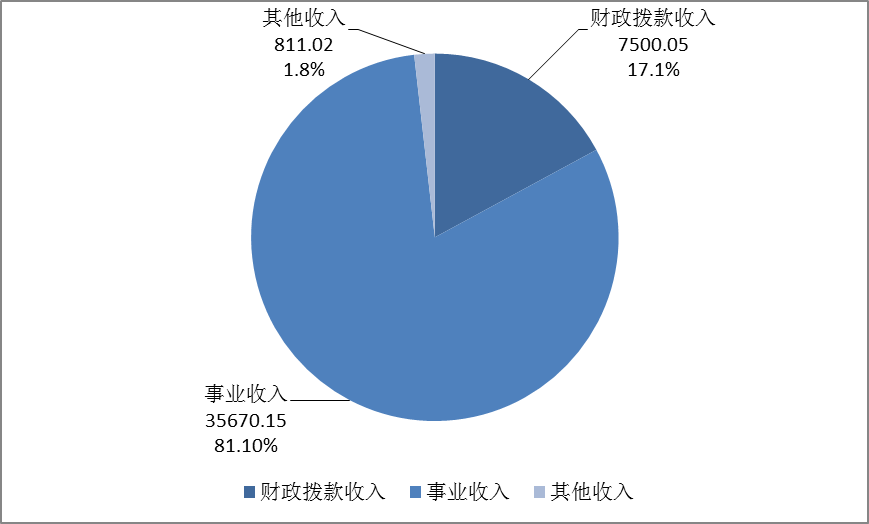 其他收入
811.02
1.8%
财政拨款收入
7500.05
17.1%
事业收入
35670.15
81.10%
财政拨款收入 事业收入 其他收入